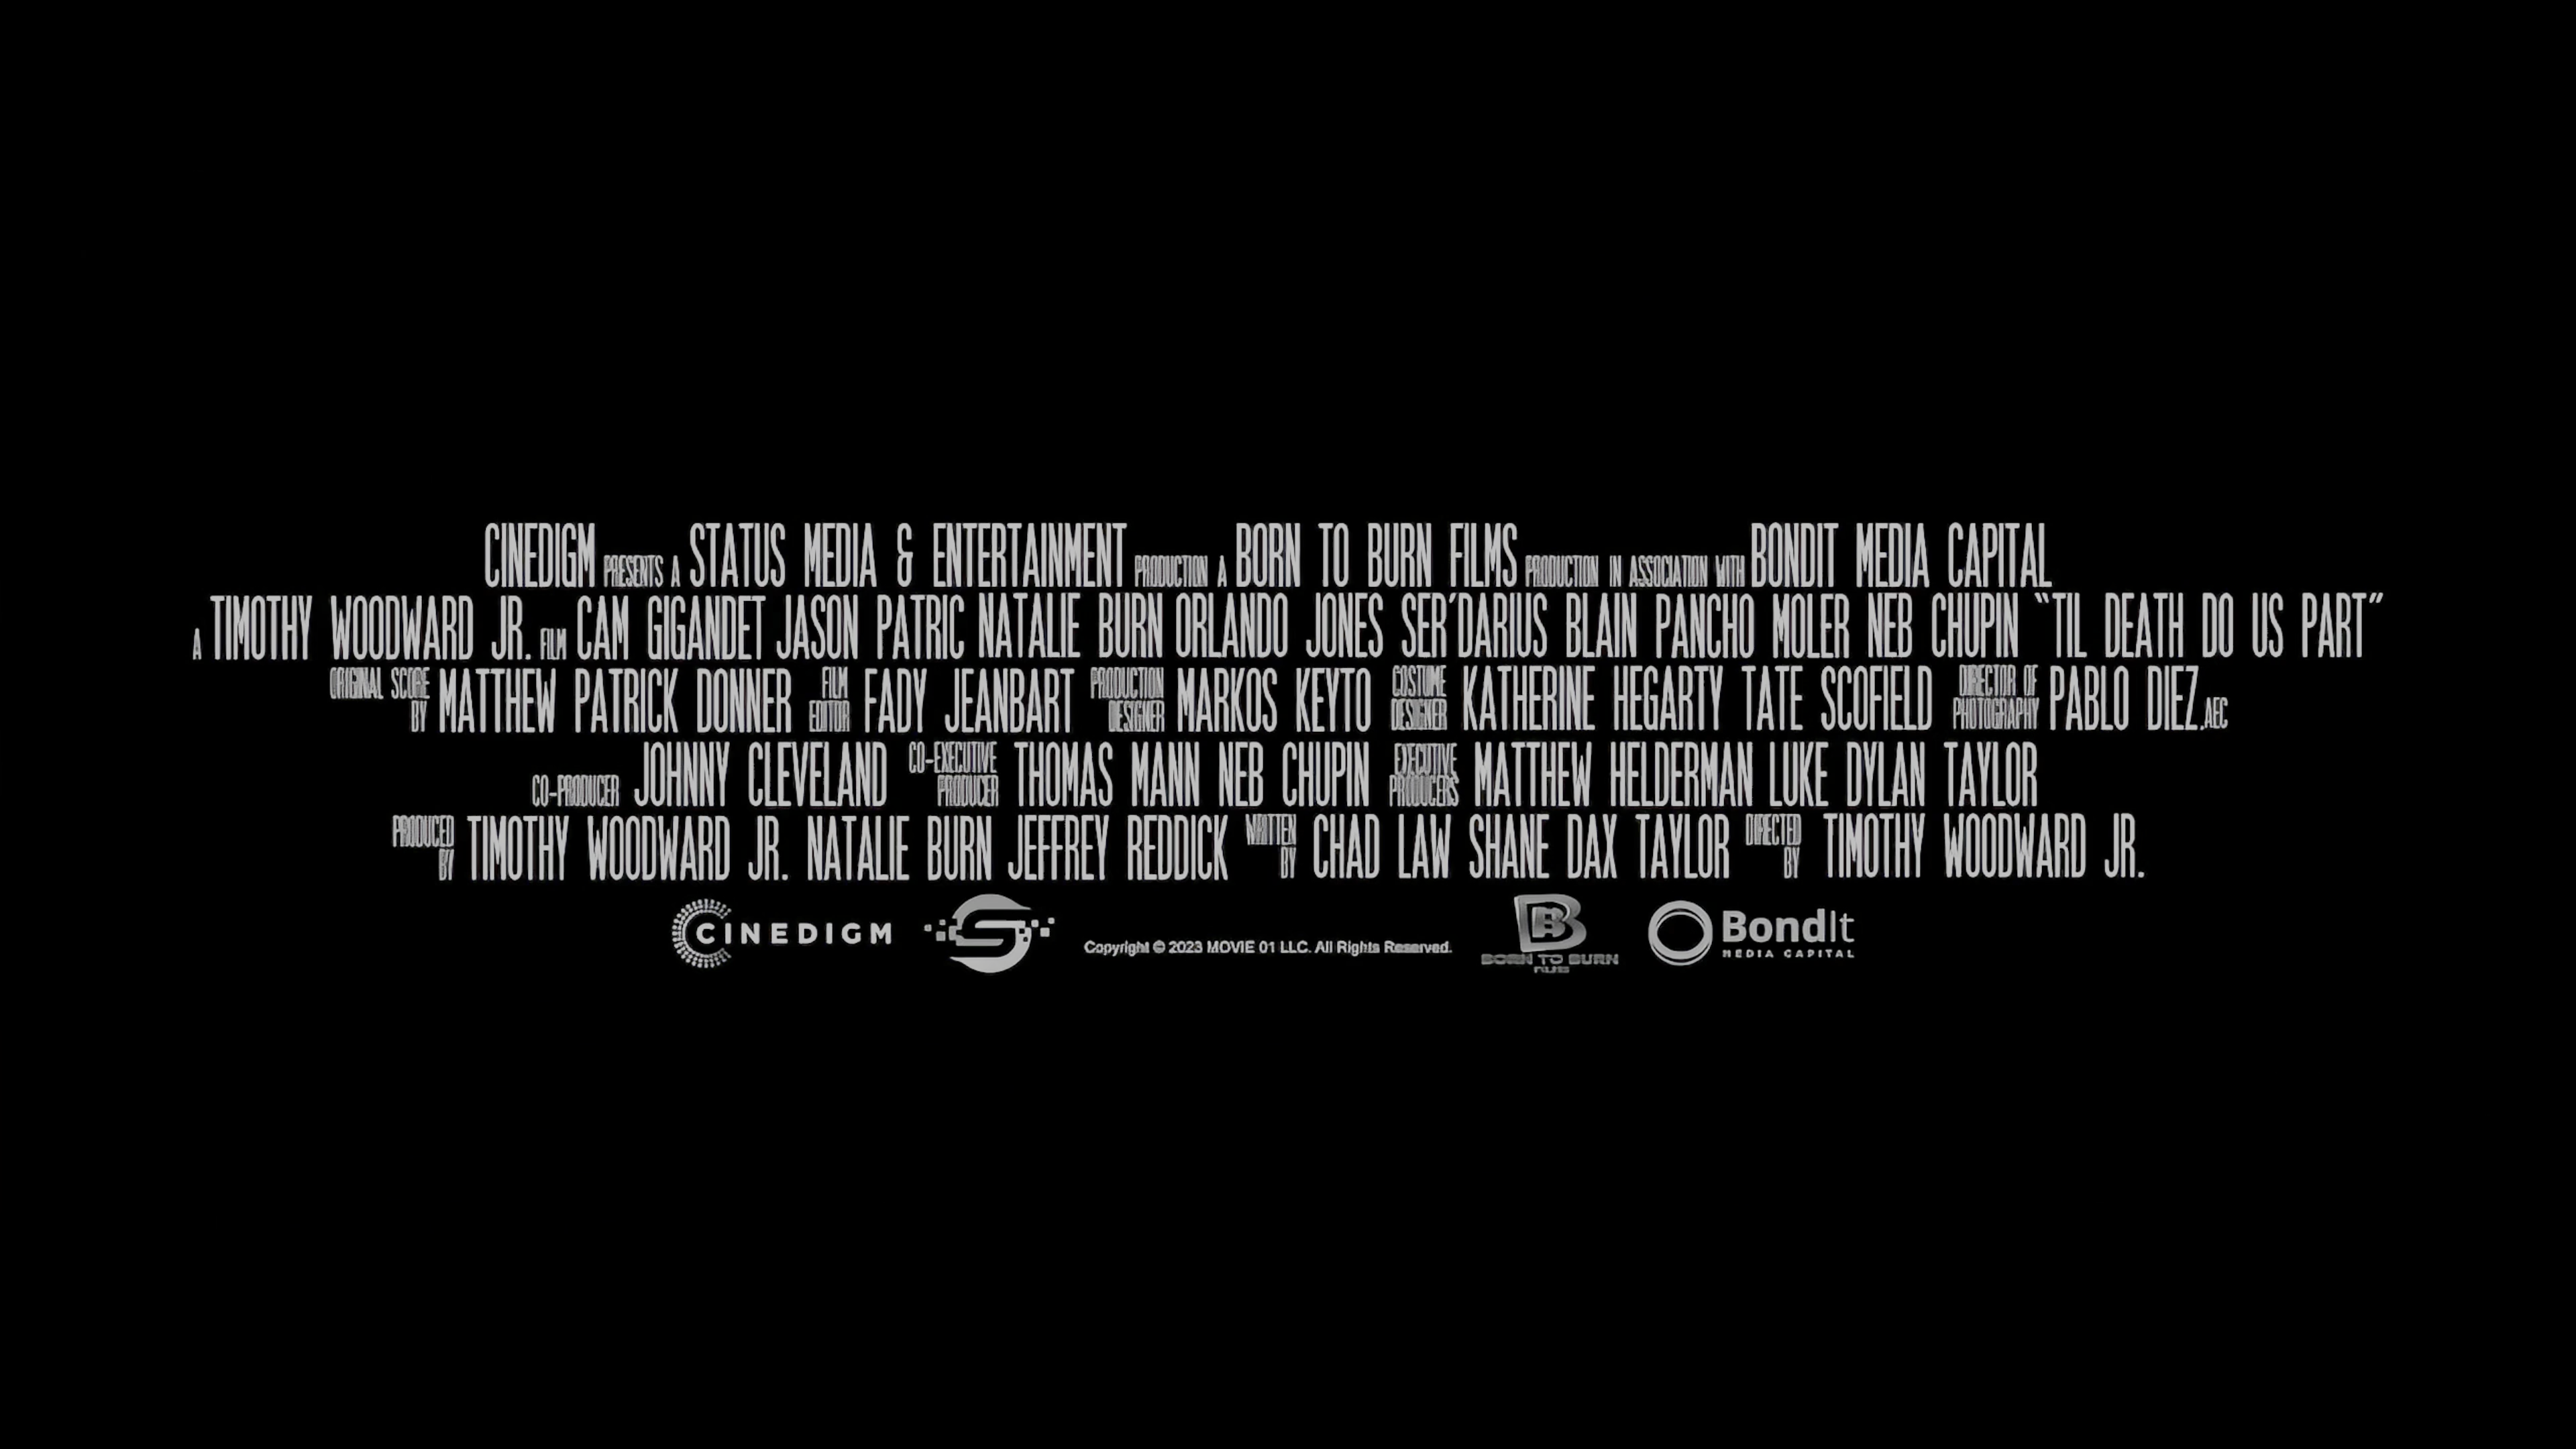 CINEDIGM PRESENTS A STATUS MEDIA & ENTERTAINMENT PRODUCTION A BORN TO BURN FILMS PRODUCTION IN ASSOCIATION WITH BONDIT MEDIA CAPITAL
A TIMOTHY WOODWARD JR. FILM CAM GIGANDET JASON PATRIC NATALIE BURN ORLANDO JONES SER'DARIUS BLAIN PANCHO MOLER NEB CHUPIN "TIL DEATH DO US PART"
ORIGINAL SCORE BY MATTHEW PATRICK DONNER FILM EDITOR FADY JEANBART PRODUCTION DESIGNER MARKOS KEYTO COSTUME DESIGNER KATHERINE HEGARTY TATE SCOFIELD DIRECTOR OF PHOTOGRAPHY PABLO DIEZ,AEC
CO-PRODUCER JOHNNY CLEVELAND CO-EXECUTIVE PRODUCER THOMAS MANN NEB CHUPIN EXECUTIVE PRODUCERS MATTHEW HELDERMAN LUKE DYLAN TAYLOR
PRODUCED BY TIMOTHY WOODWARD JR. NATALIE BURN JEFFREY REDDICK WRITTEN BY CHAD LAW SHANE DAX TAYLOR DIRECTED BY TIMOTHY WOODWARD JR.
CINEDIGM Copyright © 2023 MOVIE 01 LLC. All Rights Reserved. BORN TO BURN FILMS BondIt MEDIA CAPITAL